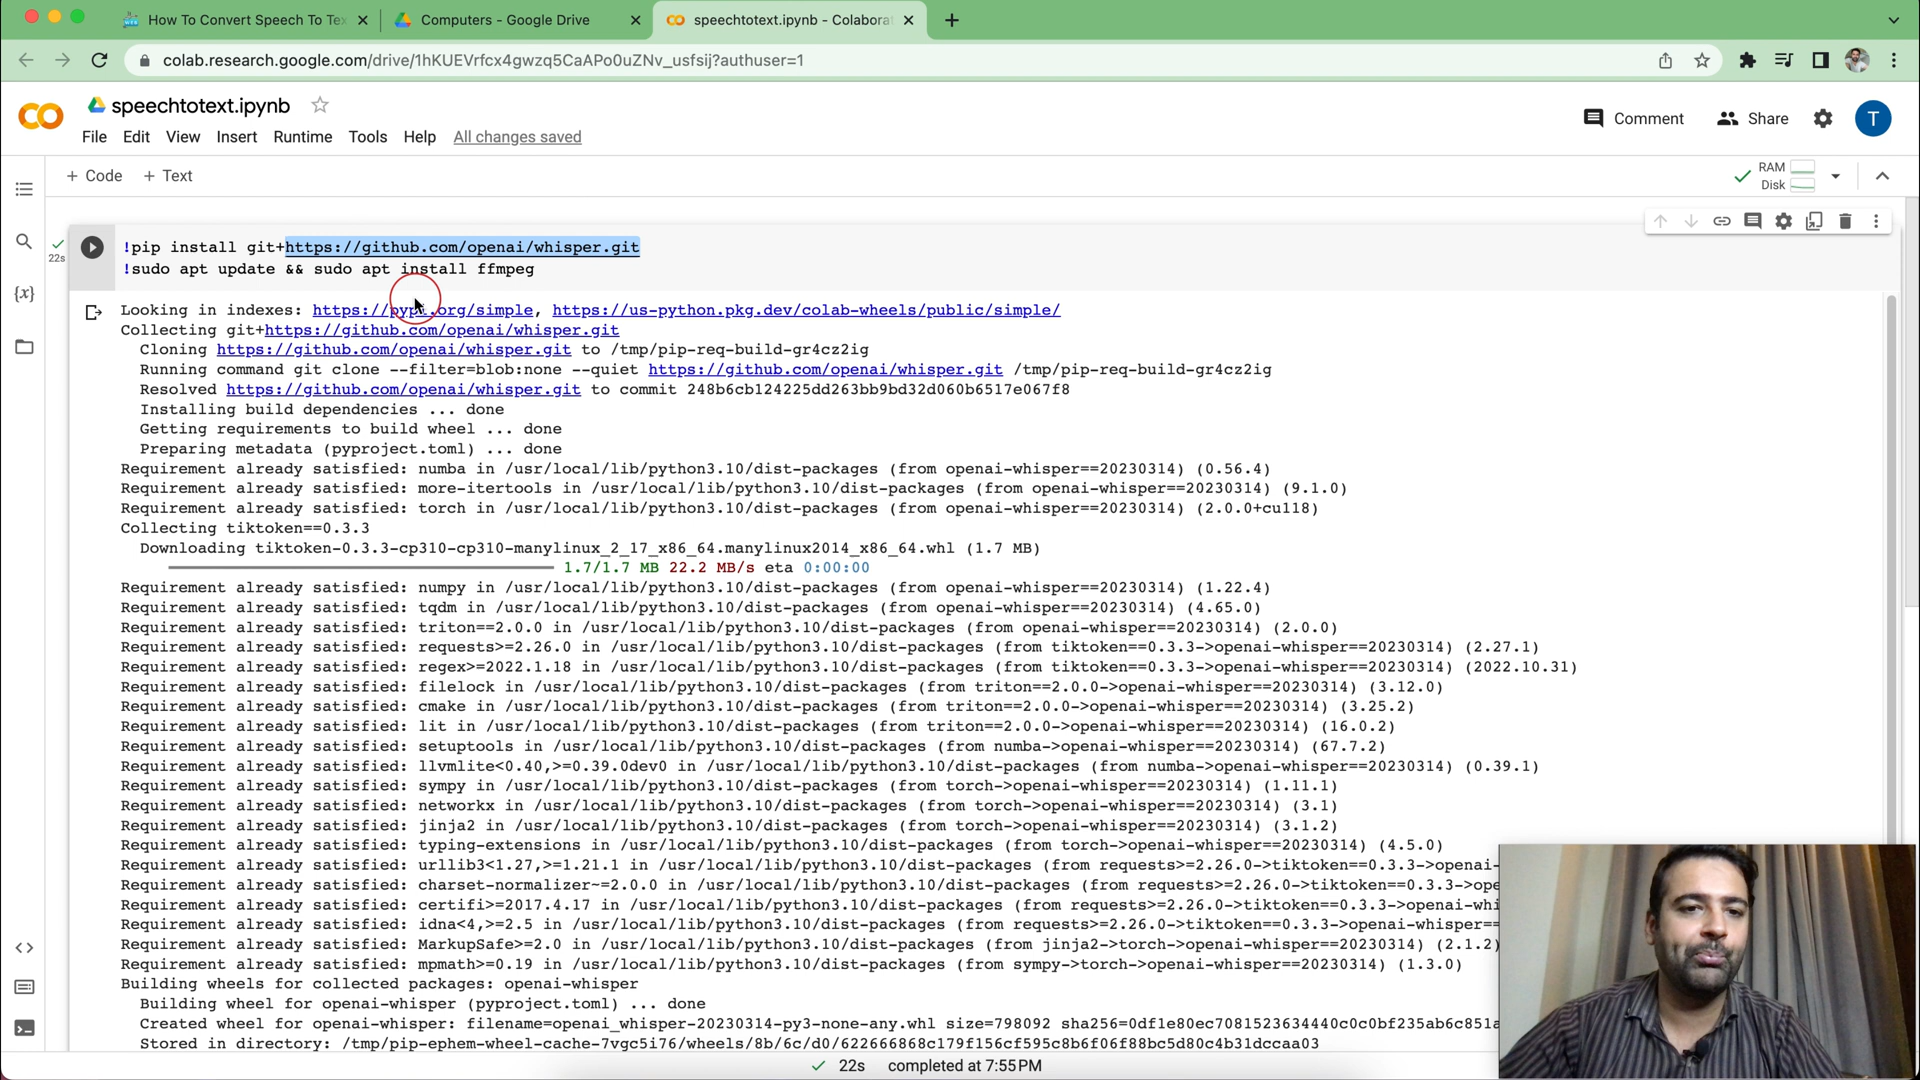 How To Convert Speech To Tex
Computers - Google Drive
speechtotext.ipynb - Colabora
colab.research.google.com/drive/1hKUEVrfcx4gwzq5CaAPo0uZNv_usfsij?authuser=1
speechtotext.ipynb
Comment
Share
T
File Edit View Insert Runtime Tools Help All changes saved
+ Code + Text
RAM
Disk
!pip install git+https://github.com/openai/whisper.git
22s
!sudo apt update && sudo apt install ffmpeg
{x}
Looking in indexes: https://pypi.org/simple, https://us-python.pkg.dev/colab-wheels/public/simple/
Collecting git+https://github.com/openai/whisper.git
Cloning https://github.com/openai/whisper.git to /tmp/pip-req-build-gr4cz2ig
Running command git clone --filter=blob:none --quiet https://github.com/openai/whisper.git /tmp/pip-req-build-gr4cz2ig
Resolved https://github.com/openai/whisper.git to commit 248b6cb124225dd263bb9bd32d060b6517e067f8
Installing build dependencies ... done
Getting requirements to build wheel ... done
Preparing metadata (pyproject.toml) ... done
Requirement already satisfied: numba in /usr/local/lib/python3.10/dist-packages (from openai-whisper==20230314) (0.56.4)
Requirement already satisfied: more-itertools in /usr/local/lib/python3.10/dist-packages (from openai-whisper==20230314) (9.1.0)
Requirement already satisfied: torch in /usr/local/lib/python3.10/dist-packages (from openai-whisper==20230314) (2.0.0+cu118)
Collecting tiktoken==0.3.3
Downloading tiktoken-0.3.3-cp310-cp310-manylinux_2_17_x86_64.manylinux2014_x86_64.whl (1.7 MB)
1.7/1.7 MB 22.2 MB/s eta 0:00:00
Requirement already satisfied: numpy in /usr/local/lib/python3.10/dist-packages (from openai-whisper==20230314) (1.22.4)
Requirement already satisfied: tqdm in /usr/local/lib/python3.10/dist-packages (from openai-whisper==20230314) (4.65.0)
Requirement already satisfied: triton==2.0.0 in /usr/local/lib/python3.10/dist-packages (from openai-whisper==20230314) (2.0.0)
Requirement already satisfied: requests>=2.26.0 in /usr/local/lib/python3.10/dist-packages (from tiktoken==0.3.3->openai-whisper==20230314) (2.27.1)
Requirement already satisfied: regex>=2022.1.18 in /usr/local/lib/python3.10/dist-packages (from tiktoken==0.3.3->openai-whisper==20230314) (2022.10.31)
Requirement already satisfied: filelock in /usr/local/lib/python3.10/dist-packages (from triton==2.0.0->openai-whisper==20230314) (3.12.0)
Requirement already satisfied: cmake in /usr/local/lib/python3.10/dist-packages (from triton==2.0.0->openai-whisper==20230314) (3.25.2)
Requirement already satisfied: lit in /usr/local/lib/python3.10/dist-packages (from triton==2.0.0->openai-whisper==20230314) (16.0.2)
Requirement already satisfied: setuptools in /usr/local/lib/python3.10/dist-packages (from numba->openai-whisper==20230314) (67.7.2)
Requirement already satisfied: llvmlite<0.40,>=0.39.0dev0 in /usr/local/lib/python3.10/dist-packages (from numba->openai-whisper==20230314) (0.39.1)
Requirement already satisfied: sympy in /usr/local/lib/python3.10/dist-packages (from torch->openai-whisper==20230314) (1.11.1)
Requirement already satisfied: networkx in /usr/local/lib/python3.10/dist-packages (from torch->openai-whisper==20230314) (3.1)
Requirement already satisfied: jinja2 in /usr/local/lib/python3.10/dist-packages (from torch->openai-whisper==20230314) (3.1.2)
Requirement already satisfied: typing-extensions in /usr/local/lib/python3.10/dist-packages (from torch->openai-whisper==20230314) (4.5.0)
Requirement already satisfied: urllib3<1.27,>=1.21.1 in /usr/local/lib/python3.10/dist-packages (from requests>=2.26.0->tiktoken==0.3.3->openai-
Requirement already satisfied: charset-normalizer~=2.0.0 in /usr/local/lib/python3.10/dist-packages (from requests>=2.26.0->tiktoken==0.3.3->ope
Requirement already satisfied: certifi>=2017.4.17 in /usr/local/lib/python3.10/dist-packages (from requests>=2.26.0->tiktoken==0.3.3->openai-whi
Requirement already satisfied: idna<4,>=2.5 in /usr/local/lib/python3.10/dist-packages (from requests>=2.26.0->tiktoken==0.3.3->openai-whisper==
Requirement already satisfied: MarkupSafe>=2.0 in /usr/local/lib/python3.10/dist-packages (from jinja2->torch->openai-whisper==20230314) (2.1.2)
Requirement already satisfied: mpmath>=0.19 in /usr/local/lib/python3.10/dist-packages (from sympy->torch->openai-whisper==20230314) (1.3.0)
Building wheels for collected packages: openai-whisper
Building wheel for openai-whisper (pyproject.toml) ... done
Created wheel for openai-whisper: filename=openai_whisper-20230314-py3-none-any.whl size=798092 sha256=0df1e80ec7081523634440c0c0bf235ab6c851a
Stored in directory: /tmp/pip-ephem-wheel-cache-7vgc5i76/wheels/8b/6c/d0/622666868c179f156cf595c8b6f06f88bc5d80c4b31dccaa03
22s completed at 7:55 PM